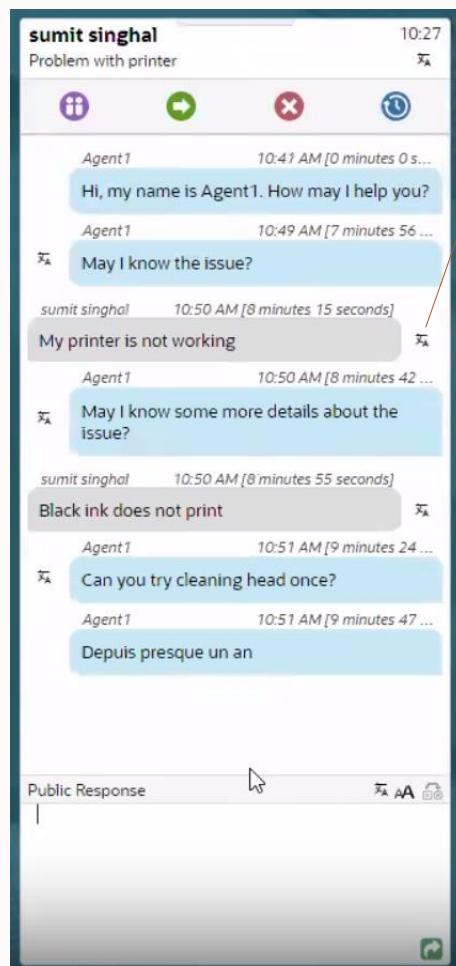 sumit singhal 10:27
Problem with printer
Agent1 10:41 AM [0 minutes 0 s...
Hi, my name is Agent1. How may I help you?
Agent1 10:49 AM [7 minutes 56 ...
May I know the issue?
sumit singhal 10:50 AM [8 minutes 15 seconds]
My printer is not working
Agent1 10:50 AM [8 minutes 42 ...
May I know some more details about the
issue?
sumit singhal 10:50 AM [8 minutes 55 seconds]
Black ink does not print
Agent1 10:51 AM [9 minutes 24 ...
Can you try cleaning head once?
Agent1 10:51 AM [9 minutes 47 ...
Depuis presque un an
Public Response AA